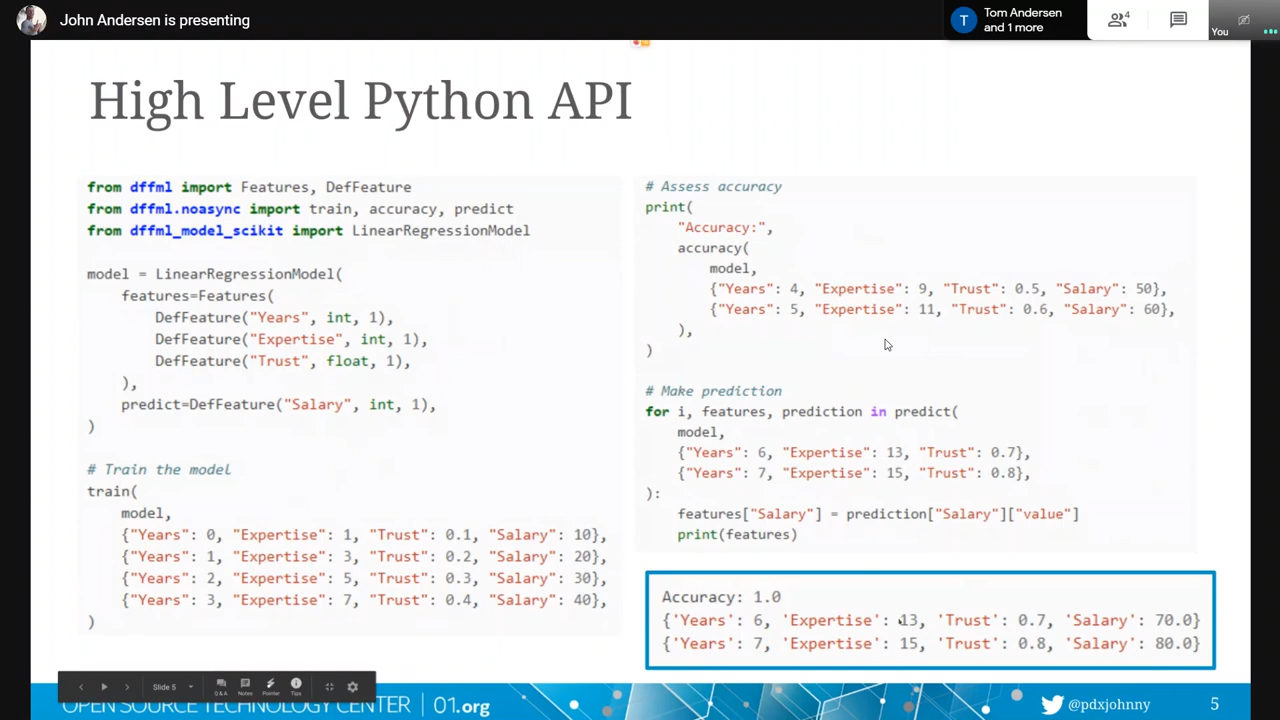 John Andersen is presenting
T
Tom Andersen
and 1 more
4
You
High Level Python API
from dffml import Features, DefFeature
from dffml.noasync import train, accuracy, predict
from dffml_model_scikit import LinearRegressionModel
model = LinearRegressionModel(
features=Features(
DefFeature("Years", int, 1),
DefFeature("Expertise", int, 1),
DefFeature("Trust", float, 1),
),
predict=DefFeature("Salary", int, 1),
)
# Train the model
train(
model,
{"Years": 0, "Expertise": 1, "Trust": 0.1, "Salary": 10},
{"Years": 1, "Expertise": 3, "Trust": 0.2, "Salary": 20},
{"Years": 2, "Expertise": 5, "Trust": 0.3, "Salary": 30},
{"Years": 3, "Expertise": 7, "Trust": 0.4, "Salary": 40},
)
# Assess accuracy
print(
"Accuracy:",
accuracy(
model,
{"Years": 4, "Expertise": 9, "Trust": 0.5, "Salary": 50},
{"Years": 5, "Expertise": 11, "Trust": 0.6, "Salary": 60},
),
)
# Make prediction
for i, features, prediction in predict(
model,
{"Years": 6, "Expertise": 13, "Trust": 0.7},
{"Years": 7, "Expertise": 15, "Trust": 0.8},
):
features["Salary"] = prediction["Salary"]["value"]
print(features)
Accuracy: 1.0
{'Years': 6, 'Expertise': 13, 'Trust': 0.7, 'Salary': 70.0}
{'Years': 7, 'Expertise': 15, 'Trust': 0.8, 'Salary': 80.0}
Slide 5
Q & A
Notes
Pointer
Tips
OPEN SOURCE TECHNOLOGY CENTER | 01.org
@pdxjohnny
5